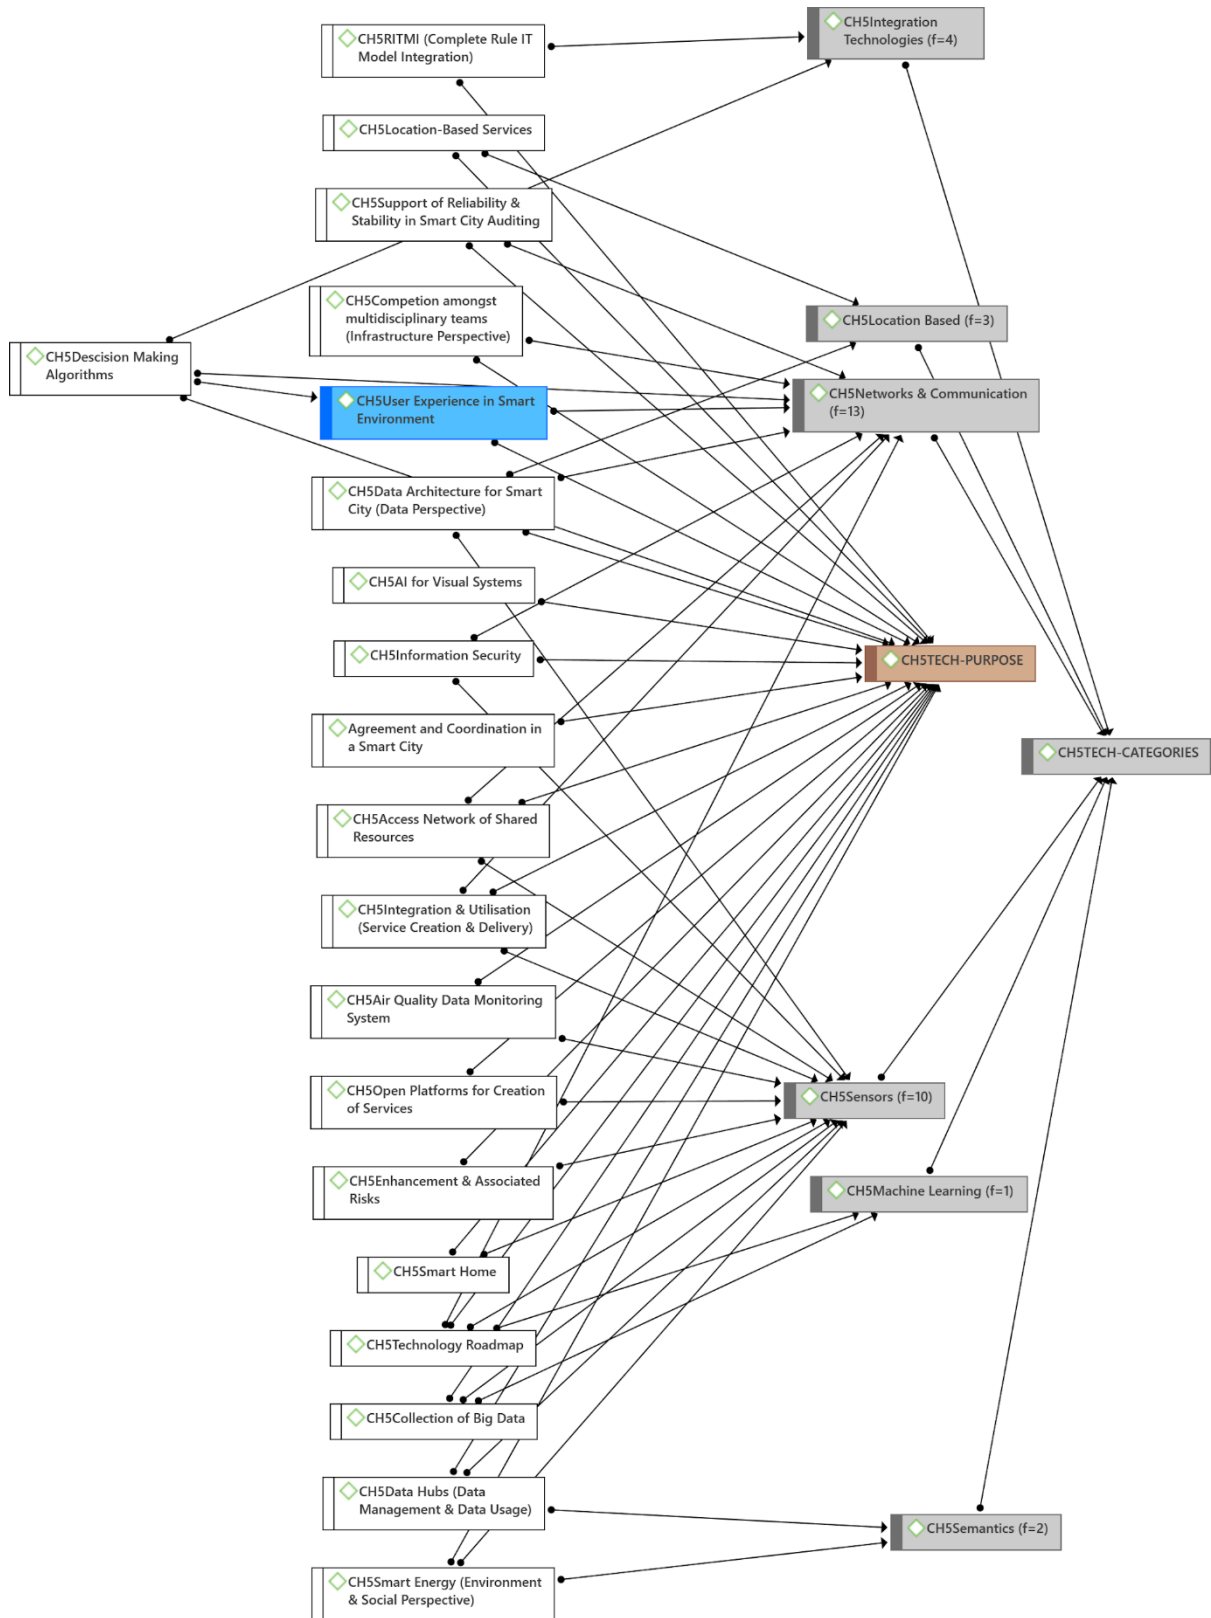 CH5RITMI (Complete Rule IT
Model Integration)
CH5Integration
Technologies (f=4)
CH5Location-Based Services
CH5Support of Reliability &
Stability in Smart City Auditing
CH5Competion amongst
multidisciplinary teams
(Infrastructure Perspective)
CH5Location Based (f=3)
CH5Descision Making
Algorithms
CH5User Experience in Smart
Environment
CH5Networks & Communication
(f=13)
CH5Data Architecture for Smart
City (Data Perspective)
CH5AI for Visual Systems
CH5Information Security
CH5TECH-PURPOSE
Agreement and Coordination in
a Smart City
CH5TECH-CATEGORIES
CH5Access Network of Shared
Resources
CH5Integration & Utilisation
(Service Creation & Delivery)
CH5Air Quality Data Monitoring
System
CH5Open Platforms for Creation
of Services
CH5Sensors (f=10)
CH5Enhancement & Associated
Risks
CH5Machine Learning (f=1)
CH5Smart Home
CH5Technology Roadmap
CH5Collection of Big Data
CH5Data Hubs (Data
Management & Data Usage)
CH5Semantics (f=2)
CH5Smart Energy (Environment
& Social Perspective)